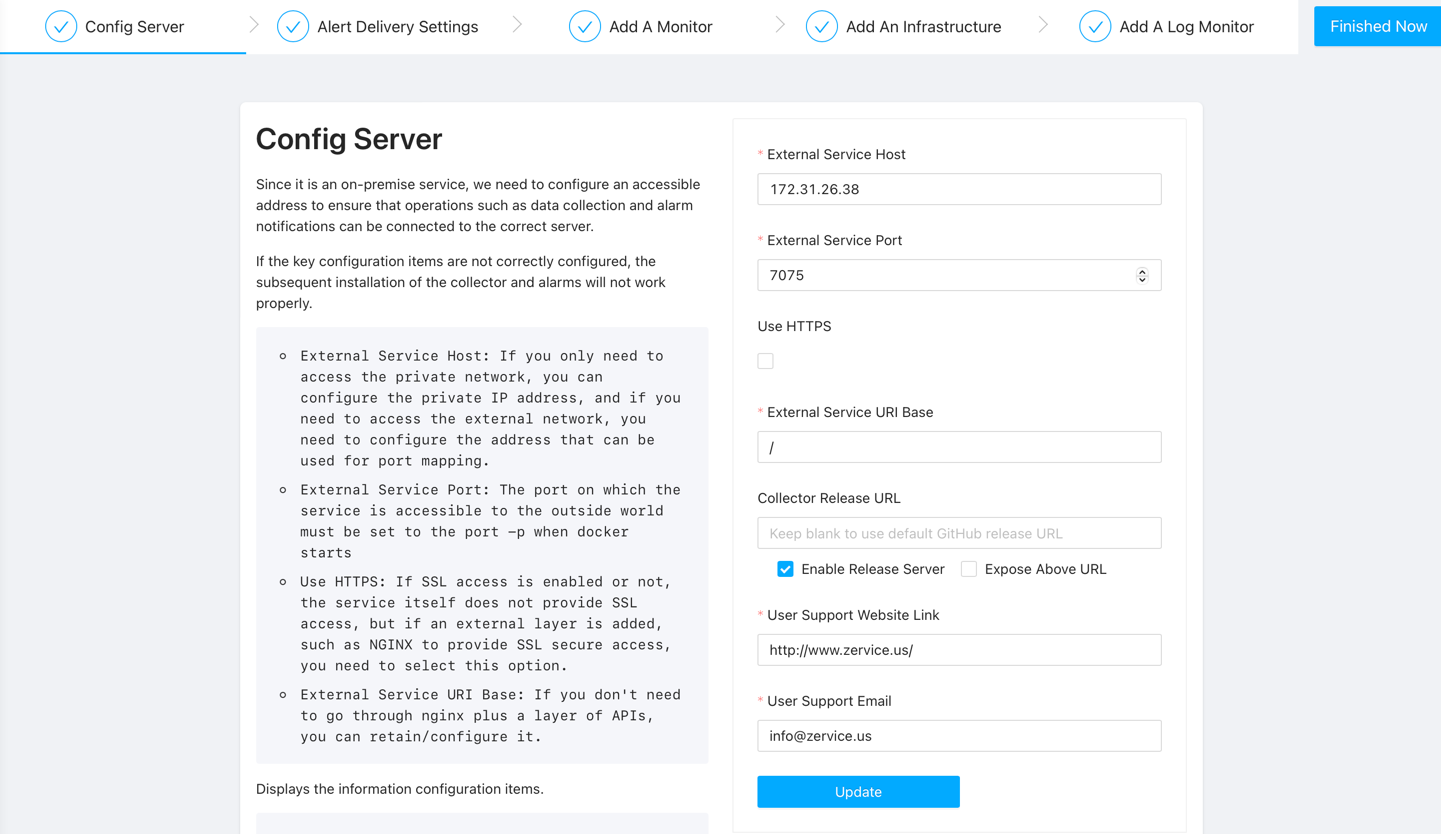 Config Server
Alert Delivery Settings
Add A Monitor
Add An Infrastructure
Add A Log Monitor
Finished Now
Config Server
Since it is an on-premise service, we need to configure an accessible
address to ensure that operations such as data collection and alarm
notifications can be connected to the correct server.
If the key configuration items are not correctly configured, the
subsequent installation of the collector and alarms will not work
properly.
External Service Host: If you only need to
access the private network, you can
configure the private IP address, and if you
need to access the external network, you
need to configure the address that can be
used for port mapping.
External Service Port: The port on which the
service is accessible to the outside world
must be set to the port —p when docker
starts
Use HTTPS: If SSL access is enabled or not,
the service itself does not provide SSL
access, but if an external layer is added,
such as NGINX to provide SSL secure access,
you need to select this option.
External Service URI Base: If you don't need
to go through nginx plus a layer of APIs,
you can retain/configure it.
Displays the information configuration items.
* External Service Host
172.31.26.38
* External Service Port
7075
Use HTTPS
* External Service URI Base
/
Collector Release URL
Keep blank to use default GitHub release URL
Enable Release Server
Expose Above URL
* User Support Website Link
http://www.zervice.us/
* User Support Email
info@zervice.us
Update